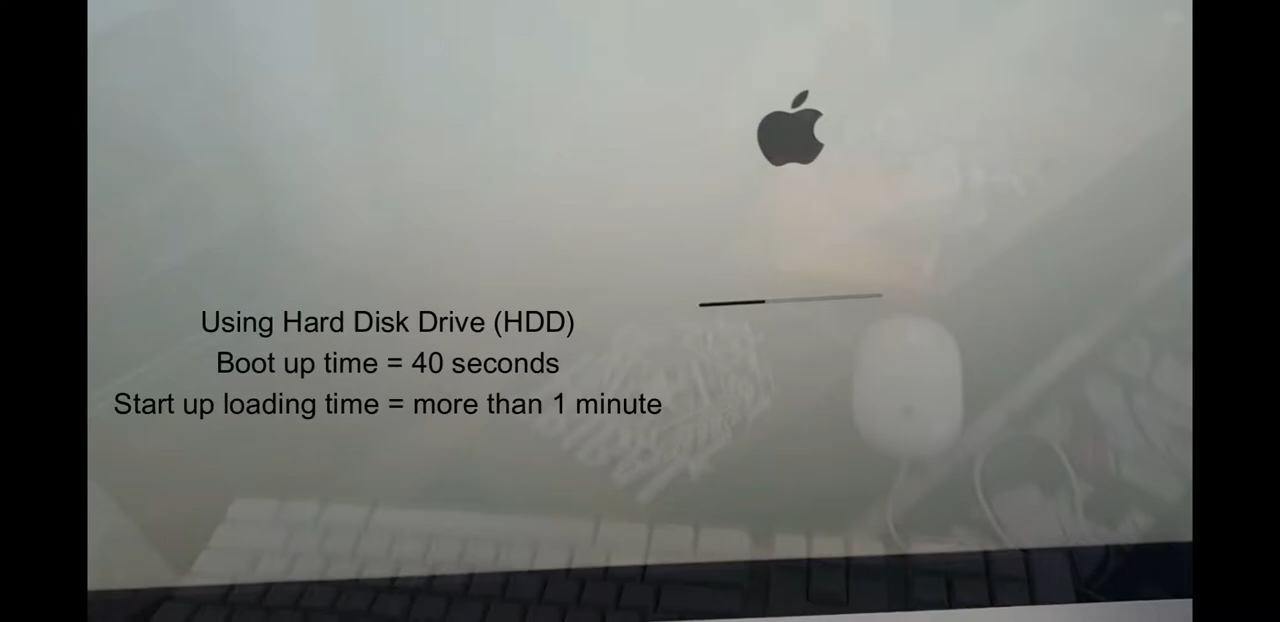 Using Hard Disk Drive (HDD)
Boot up time = 40 seconds
Start up loading time = more than 1 minute